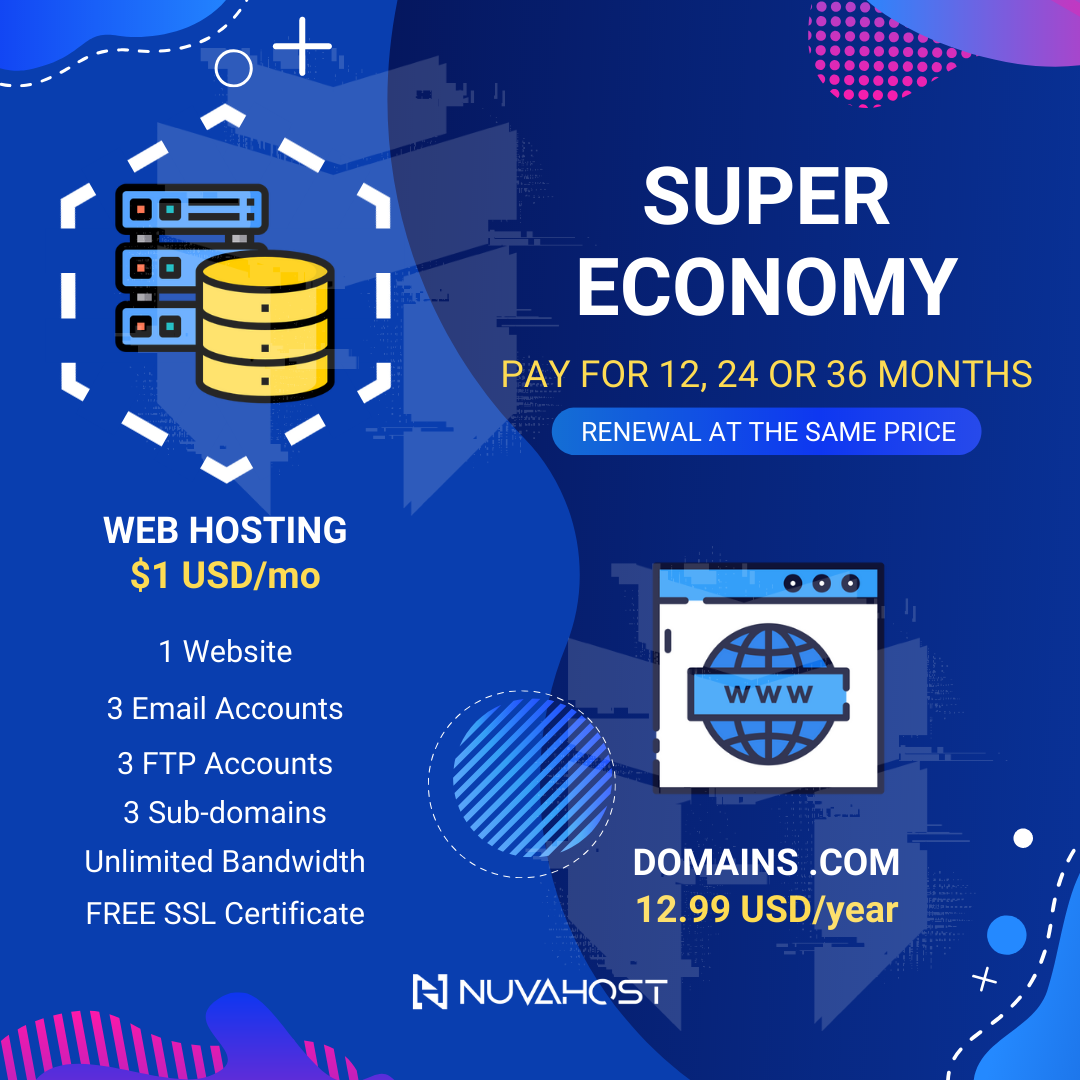 SUPER
ECONOMY
PAY FOR 12, 24 OR 36 MONTHS
RENEWAL AT THE SAME PRICE
WEB HOSTING
$1 USD/mo
1 Website
3 Email Accounts
3 FTP Accounts
3 Sub-domains
Unlimited Bandwidth
FREE SSL Certificate
WWW
DOMAINS .COM
12.99 USD/year
NUVAHOST